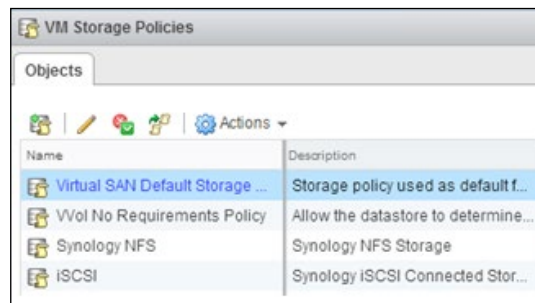 VM Storage Policies
Objects
Actions
Name Description
Virtual SAN Default Storage ... Storage policy used as default f...
VVol No Requirements Policy Allow the datastore to determine...
Synology NFS Synology NFS Storage
iSCSI Synology iSCSI Connected Stor...